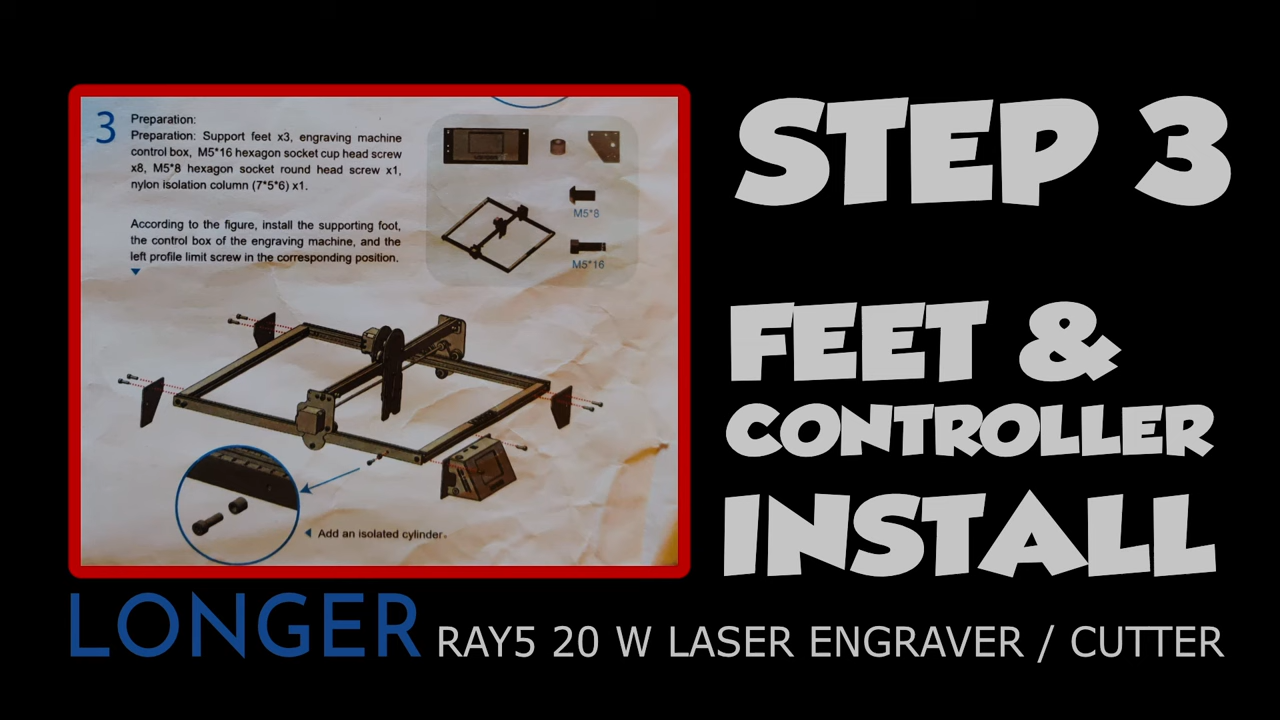 3
Preparation:
Preparation: Support feet x3, engraving machine
control box, M5*16 hexagon socket cup head screw
x8, M5*8 hexagon socket round head screw x1,
nylon isolation column (7*5*6) x1.
According to the figure, install the supporting foot,
the control box of the engraving machine, and the
left profile limit screw in the corresponding position.
M5*8
M5*16
Add an isolated cylinder.
STEP 3
FEET &
CONTROLLER
INSTALL
LONGER RAY5 20 W LASER ENGRAVER / CUTTER